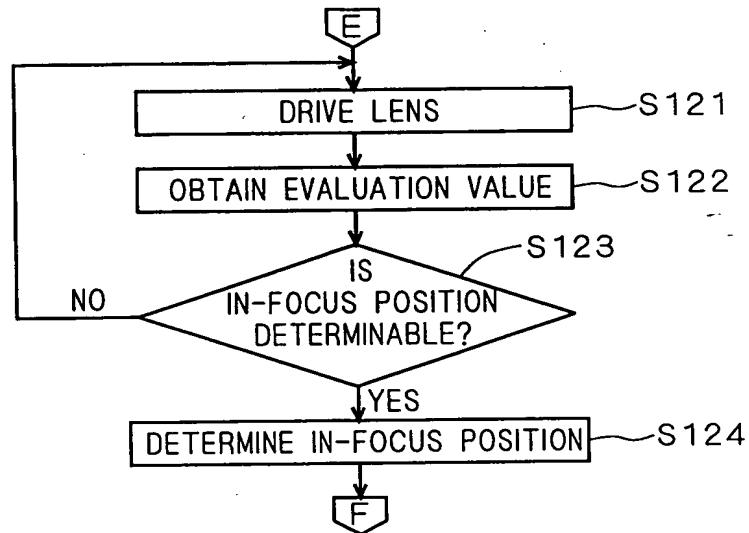 E
DRIVE LENS
S121
OBTAIN EVALUATION VALUE
S122
S123
IS
IN-FOCUS POSITION
DETERMINABLE?
NO
YES
DETERMINE IN-FOCUS POSITION
S124
F